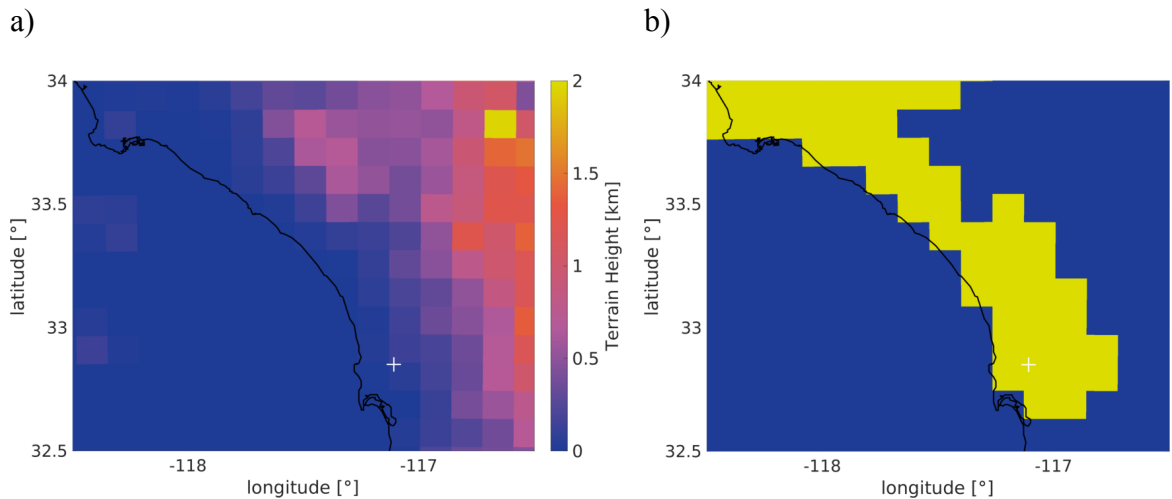 a)
b)
34
33.5
33
32.5
latitude [°]
-118
-117
longitude [°]
2
1.5
1
0.5
0
Terrain Height [km]
34
33.5
33
32.5
latitude [°]
-118
-117
longitude [°]